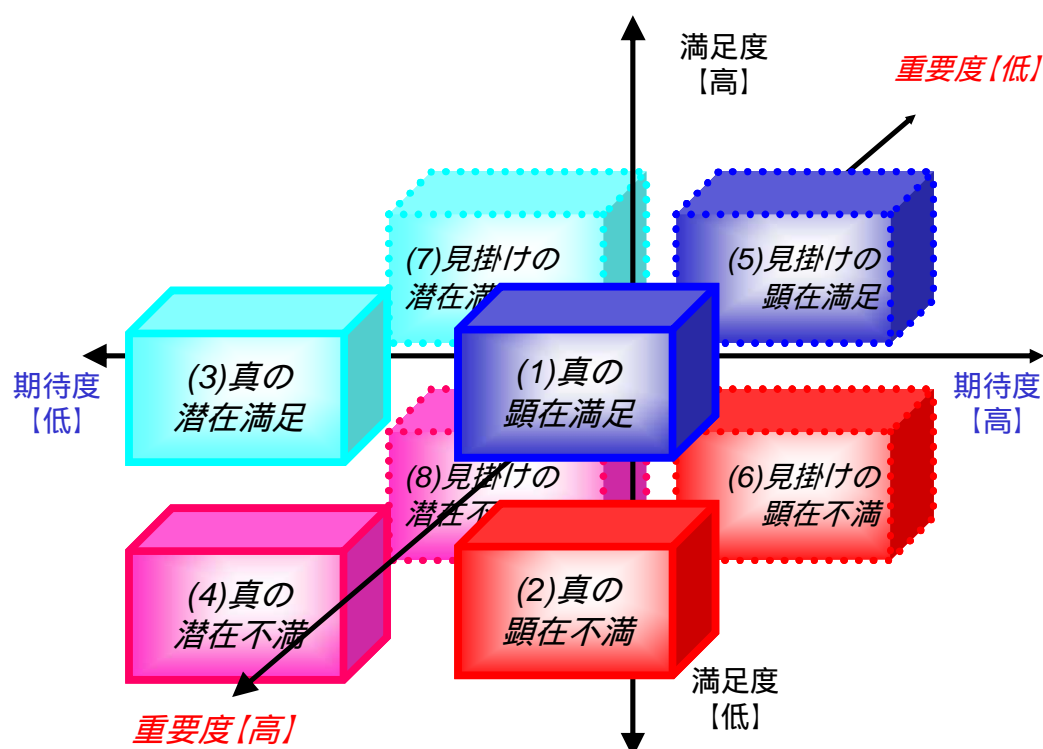 満足度
【高】
重要度【低】
(7)見掛けの
潜在満
(5)見掛けの
顕在満足
(3)真の
潜在満足
(1)真の
顕在満足
期待度
【低】
期待度
【高】
(8)見掛けの
潜在不
(6)見掛けの
顕在不満
(4)真の
潜在不満
(2)真の
顕在不満
満足度
【低】
重要度【高】